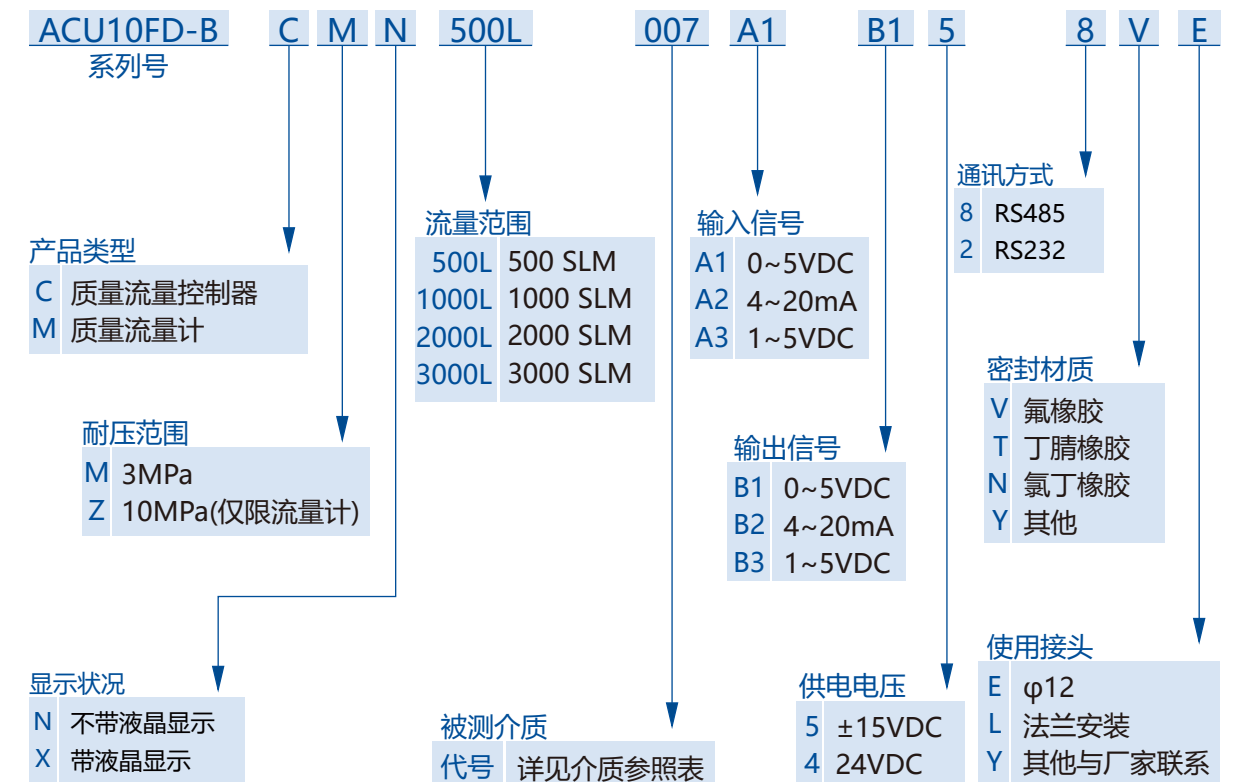 ACU10FD-B C M N 500L 007 A1 B1 5 8 V E
系列号
通讯方式
8 RS485
2 RS232
流量范围
500L 500 SLM
1000L 1000 SLM
2000L 2000 SLM
3000L 3000 SLM
输入信号
A1 0~5VDC
A2 4~20mA
A3 1~5VDC
产品类型
C 质量流量控制器
M 质量流量计
密封材质
V 氟橡胶
T 丁腈橡胶
N 氯丁橡胶
Y 其他
耐压范围
M 3MPa
Z 10MPa(仅限流量计)
输出信号
B1 0~5VDC
B2 4~20mA
B3 1~5VDC
使用接头
E φ12
L 法兰安装
Y 其他与厂家联系
显示状况
N 不带液晶显示
X 带液晶显示
被测介质
代号 详见介质参照表
供电电压
5 ±15VDC
4 24VDC